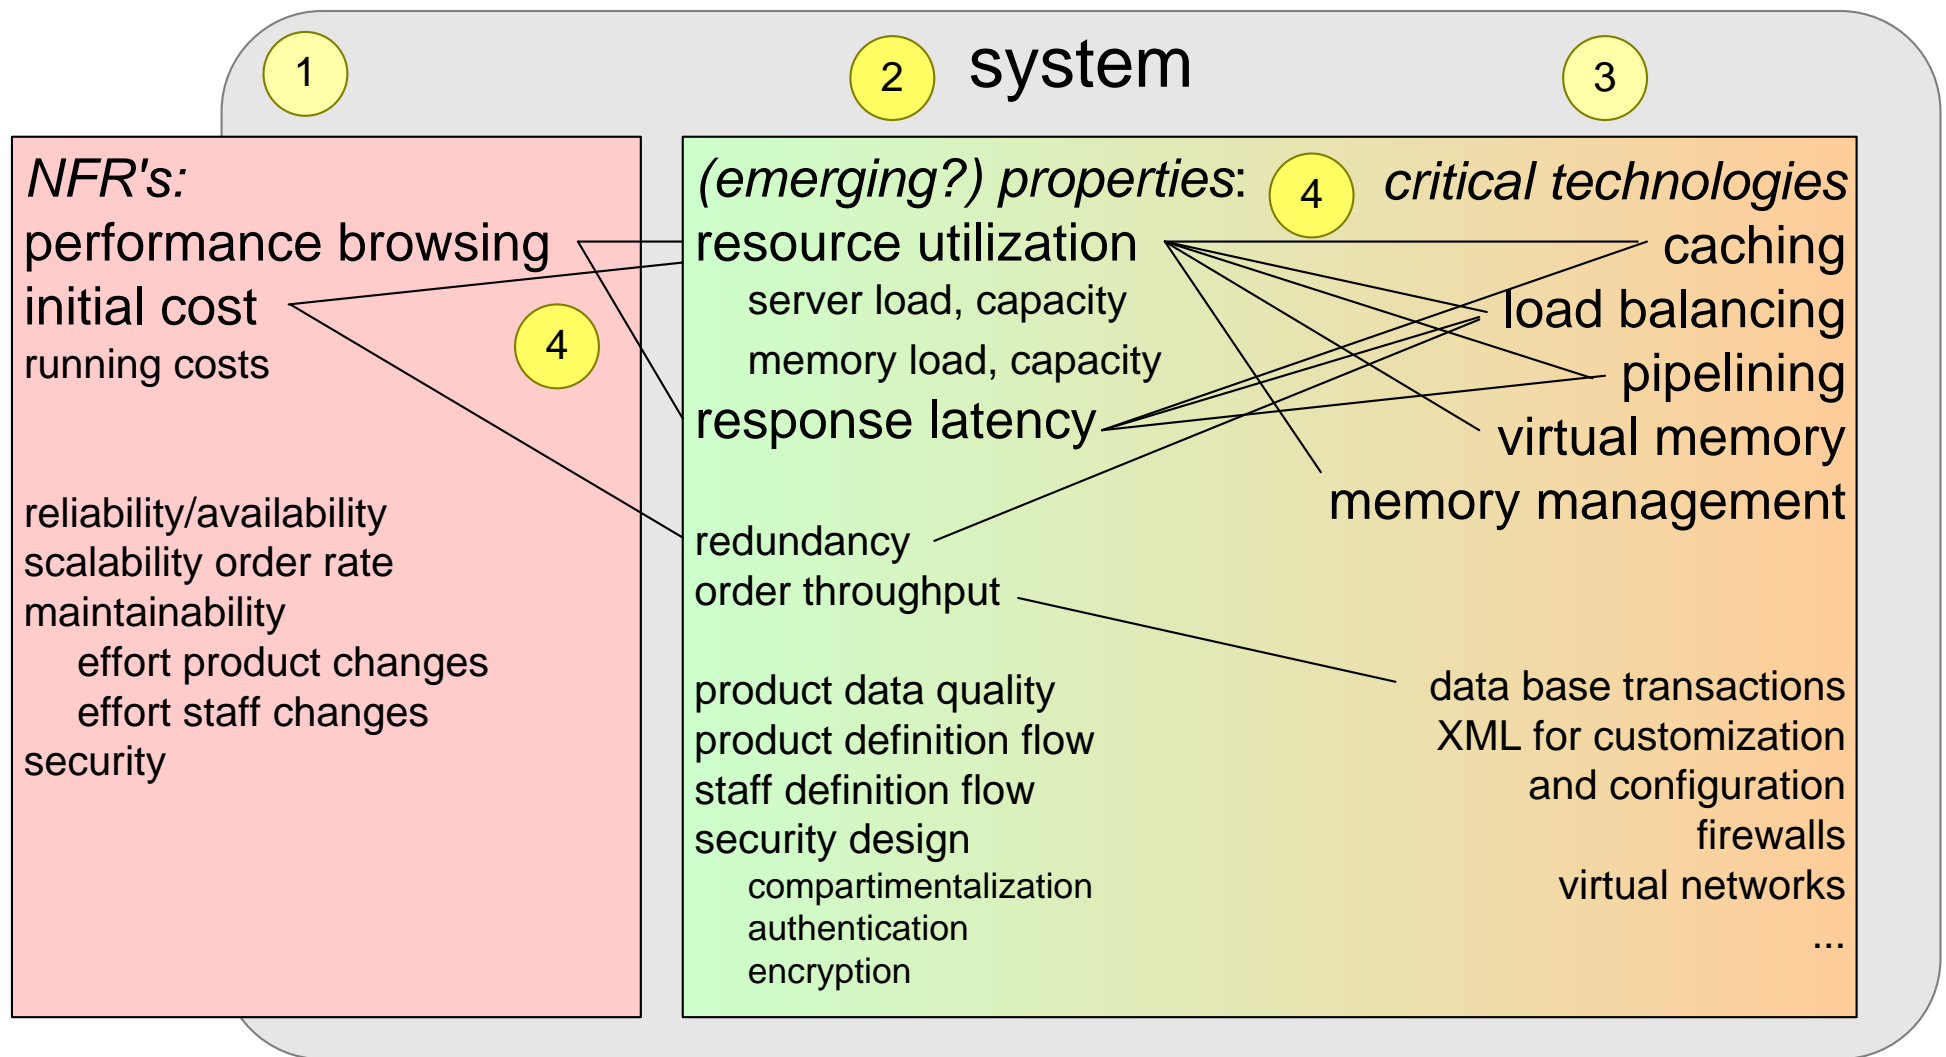 system
1
2
3
NFR's:
performance browsing
initial cost
running costs
4
reliability/availability
scalability order rate
maintainability
effort product changes
effort staff changes
security
(emerging?) properties:
resource utilization
server load, capacity
memory load, capacity
response latency
redundancy
order throughput
product data quality
product definition flow
staff definition flow
security design
compartimentalization
authentication
encryption
4
critical technologies
caching
load balancing
pipelining
virtual memory
memory management
data base transactions
XML for customization
and configuration
firewalls
virtual networks
...